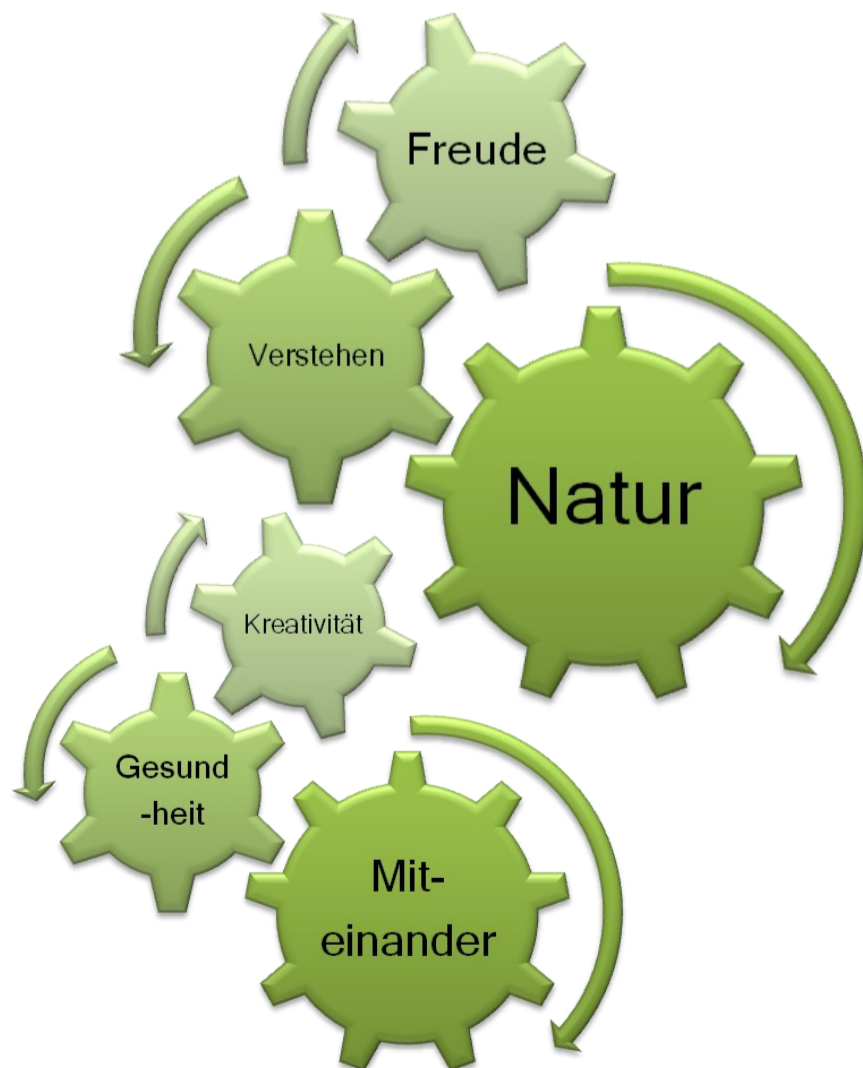 Freude
Verstehen
Natur
Kreativität
Gesund
-heit
Mit-
einander